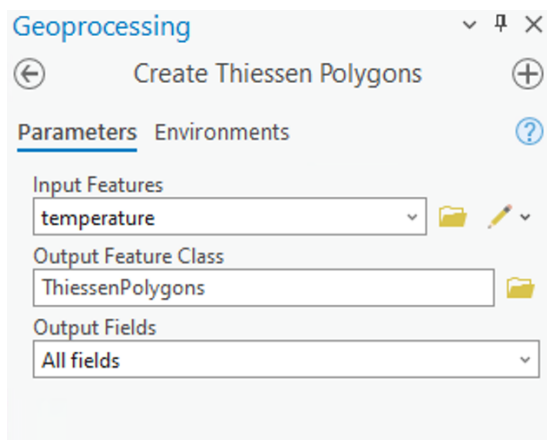 Geoprocessing
Create Thiessen Polygons
Parameters Environments
Input Features
temperature
Output Feature Class
ThiessenPolygons
Output Fields
All fields